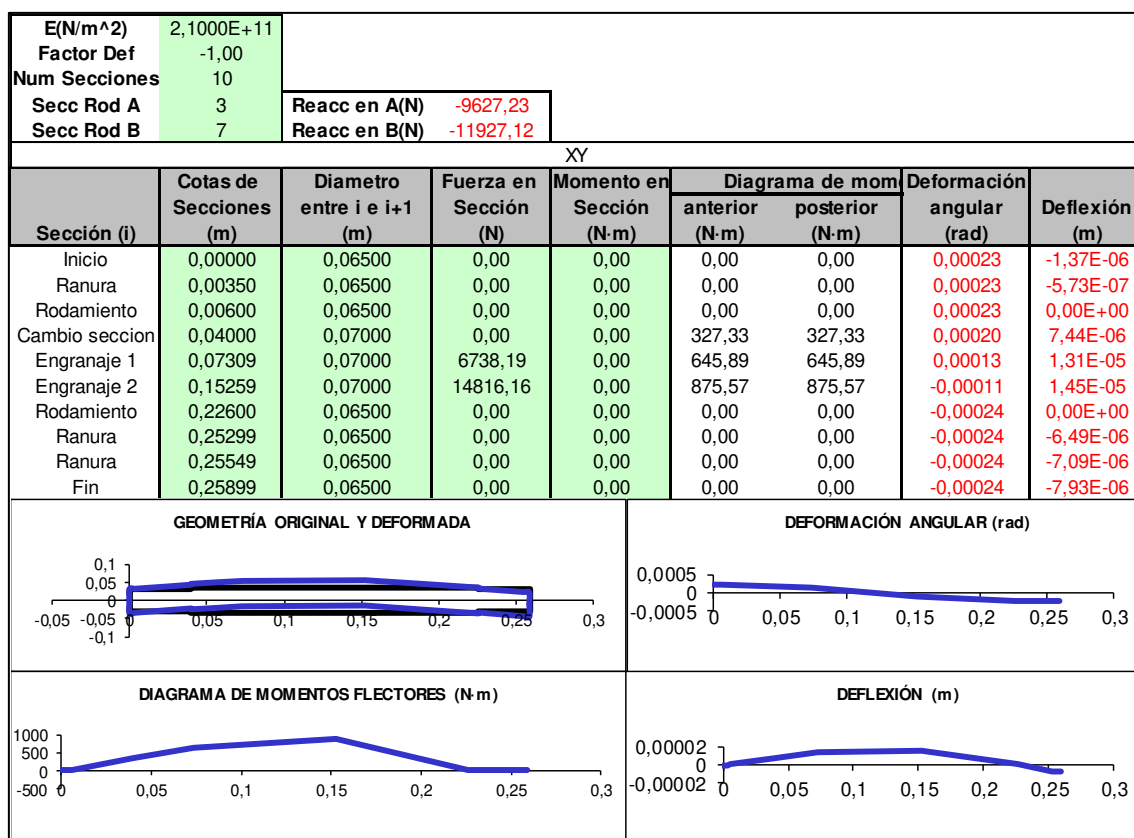 E(N/m^2) 2,1000E+11
Factor Def -1,00
Num Secciones 10
Secc Rod A 3 Reacc en A(N) -9627,23
Secc Rod B 7 Reacc en B(N) -11927,12
XY
Cotas de Diametro Fuerza en Momento en Diagrama de mom Deformación
Secciones entre i e i+1 Sección Sección anterior posterior angular Deflexión
Sección (i) (m) (m) (N) (N·m) (N·m) (N·m) (rad) (m)
Inicio 0,00000 0,06500 0,00 0,00 0,00 0,00 0,00023 -1,37E-06
Ranura 0,00350 0,06500 0,00 0,00 0,00 0,00 0,00023 -5,73E-07
Rodamiento 0,00600 0,06500 0,00 0,00 0,00 0,00 0,00023 0,00E+00
Cambio seccion 0,04000 0,07000 0,00 0,00 327,33 327,33 0,00020 7,44E-06
Engranaje 1 0,07309 0,07000 6738,19 0,00 645,89 645,89 0,00013 1,31E-05
Engranaje 2 0,15259 0,07000 14816,16 0,00 875,57 875,57 -0,00011 1,45E-05
Rodamiento 0,22600 0,06500 0,00 0,00 0,00 0,00 -0,00024 0,00E+00
Ranura 0,25299 0,06500 0,00 0,00 0,00 0,00 -0,00024 -6,49E-06
Ranura 0,25549 0,06500 0,00 0,00 0,00 0,00 -0,00024 -7,09E-06
Fin 0,25899 0,06500 0,00 0,00 0,00 0,00 -0,00024 -7,93E-06
GEOMETRÍA ORIGINAL Y DEFORMADA
0,1
0,05
0
-0,05
-0,1
-0,05 0 0,05 0,1 0,15 0,2 0,25 0,3
DEFORMACIÓN ANGULAR (rad)
0,0005
0
-0,0005
0 0,05 0,1 0,15 0,2 0,25 0,3
DIAGRAMA DE MOMENTOS FLECTORES (N·m)
1000
500
0
-500
0 0,05 0,1 0,15 0,2 0,25 0,3
DEFLEXIÓN (m)
0,00002
0
-0,00002
0 0,05 0,1 0,15 0,2 0,25 0,3